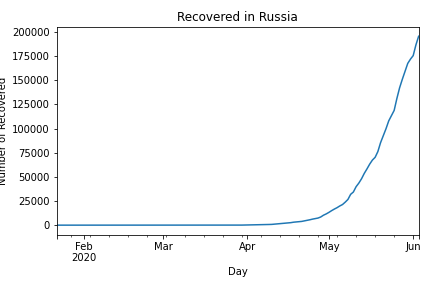 Recovered in Russia
200000
175000
150000
125000
100000
75000
50000
25000
0
Number of Recovered
Feb Mar Apr May Jun
2020
Day